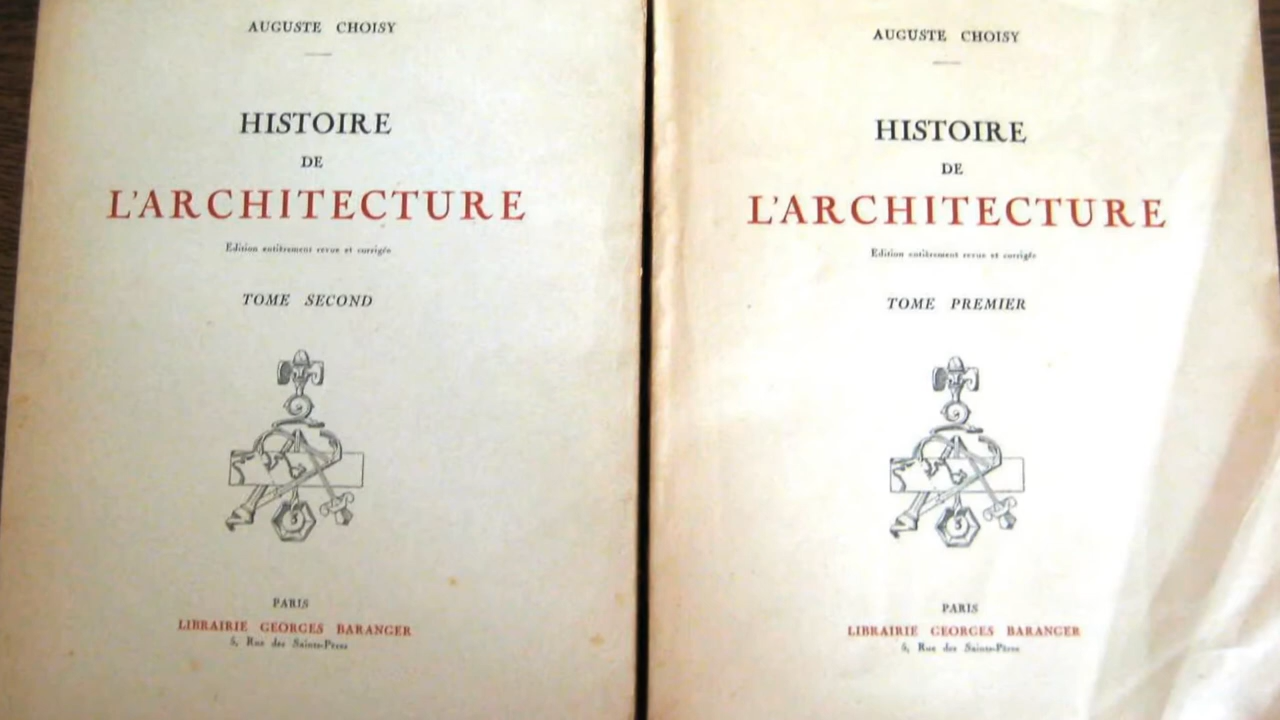 AUGUSTE CHOISY
HISTOIRE
DE
L'ARCHITECTURE
Edition entièrement revue et corrigée
TOME SECOND
PARIS
LIBRAIRIE GEORGES BARANGER
5, Rue des Saints-Pères
AUGUSTE CHOISY
HISTOIRE
DE
L'ARCHITECTURE
Edition entièrement revue et corrigée
TOME PREMIER
PARIS
LIBRAIRIE GEORGES BARANGER
5, Rue des Saints-Pères